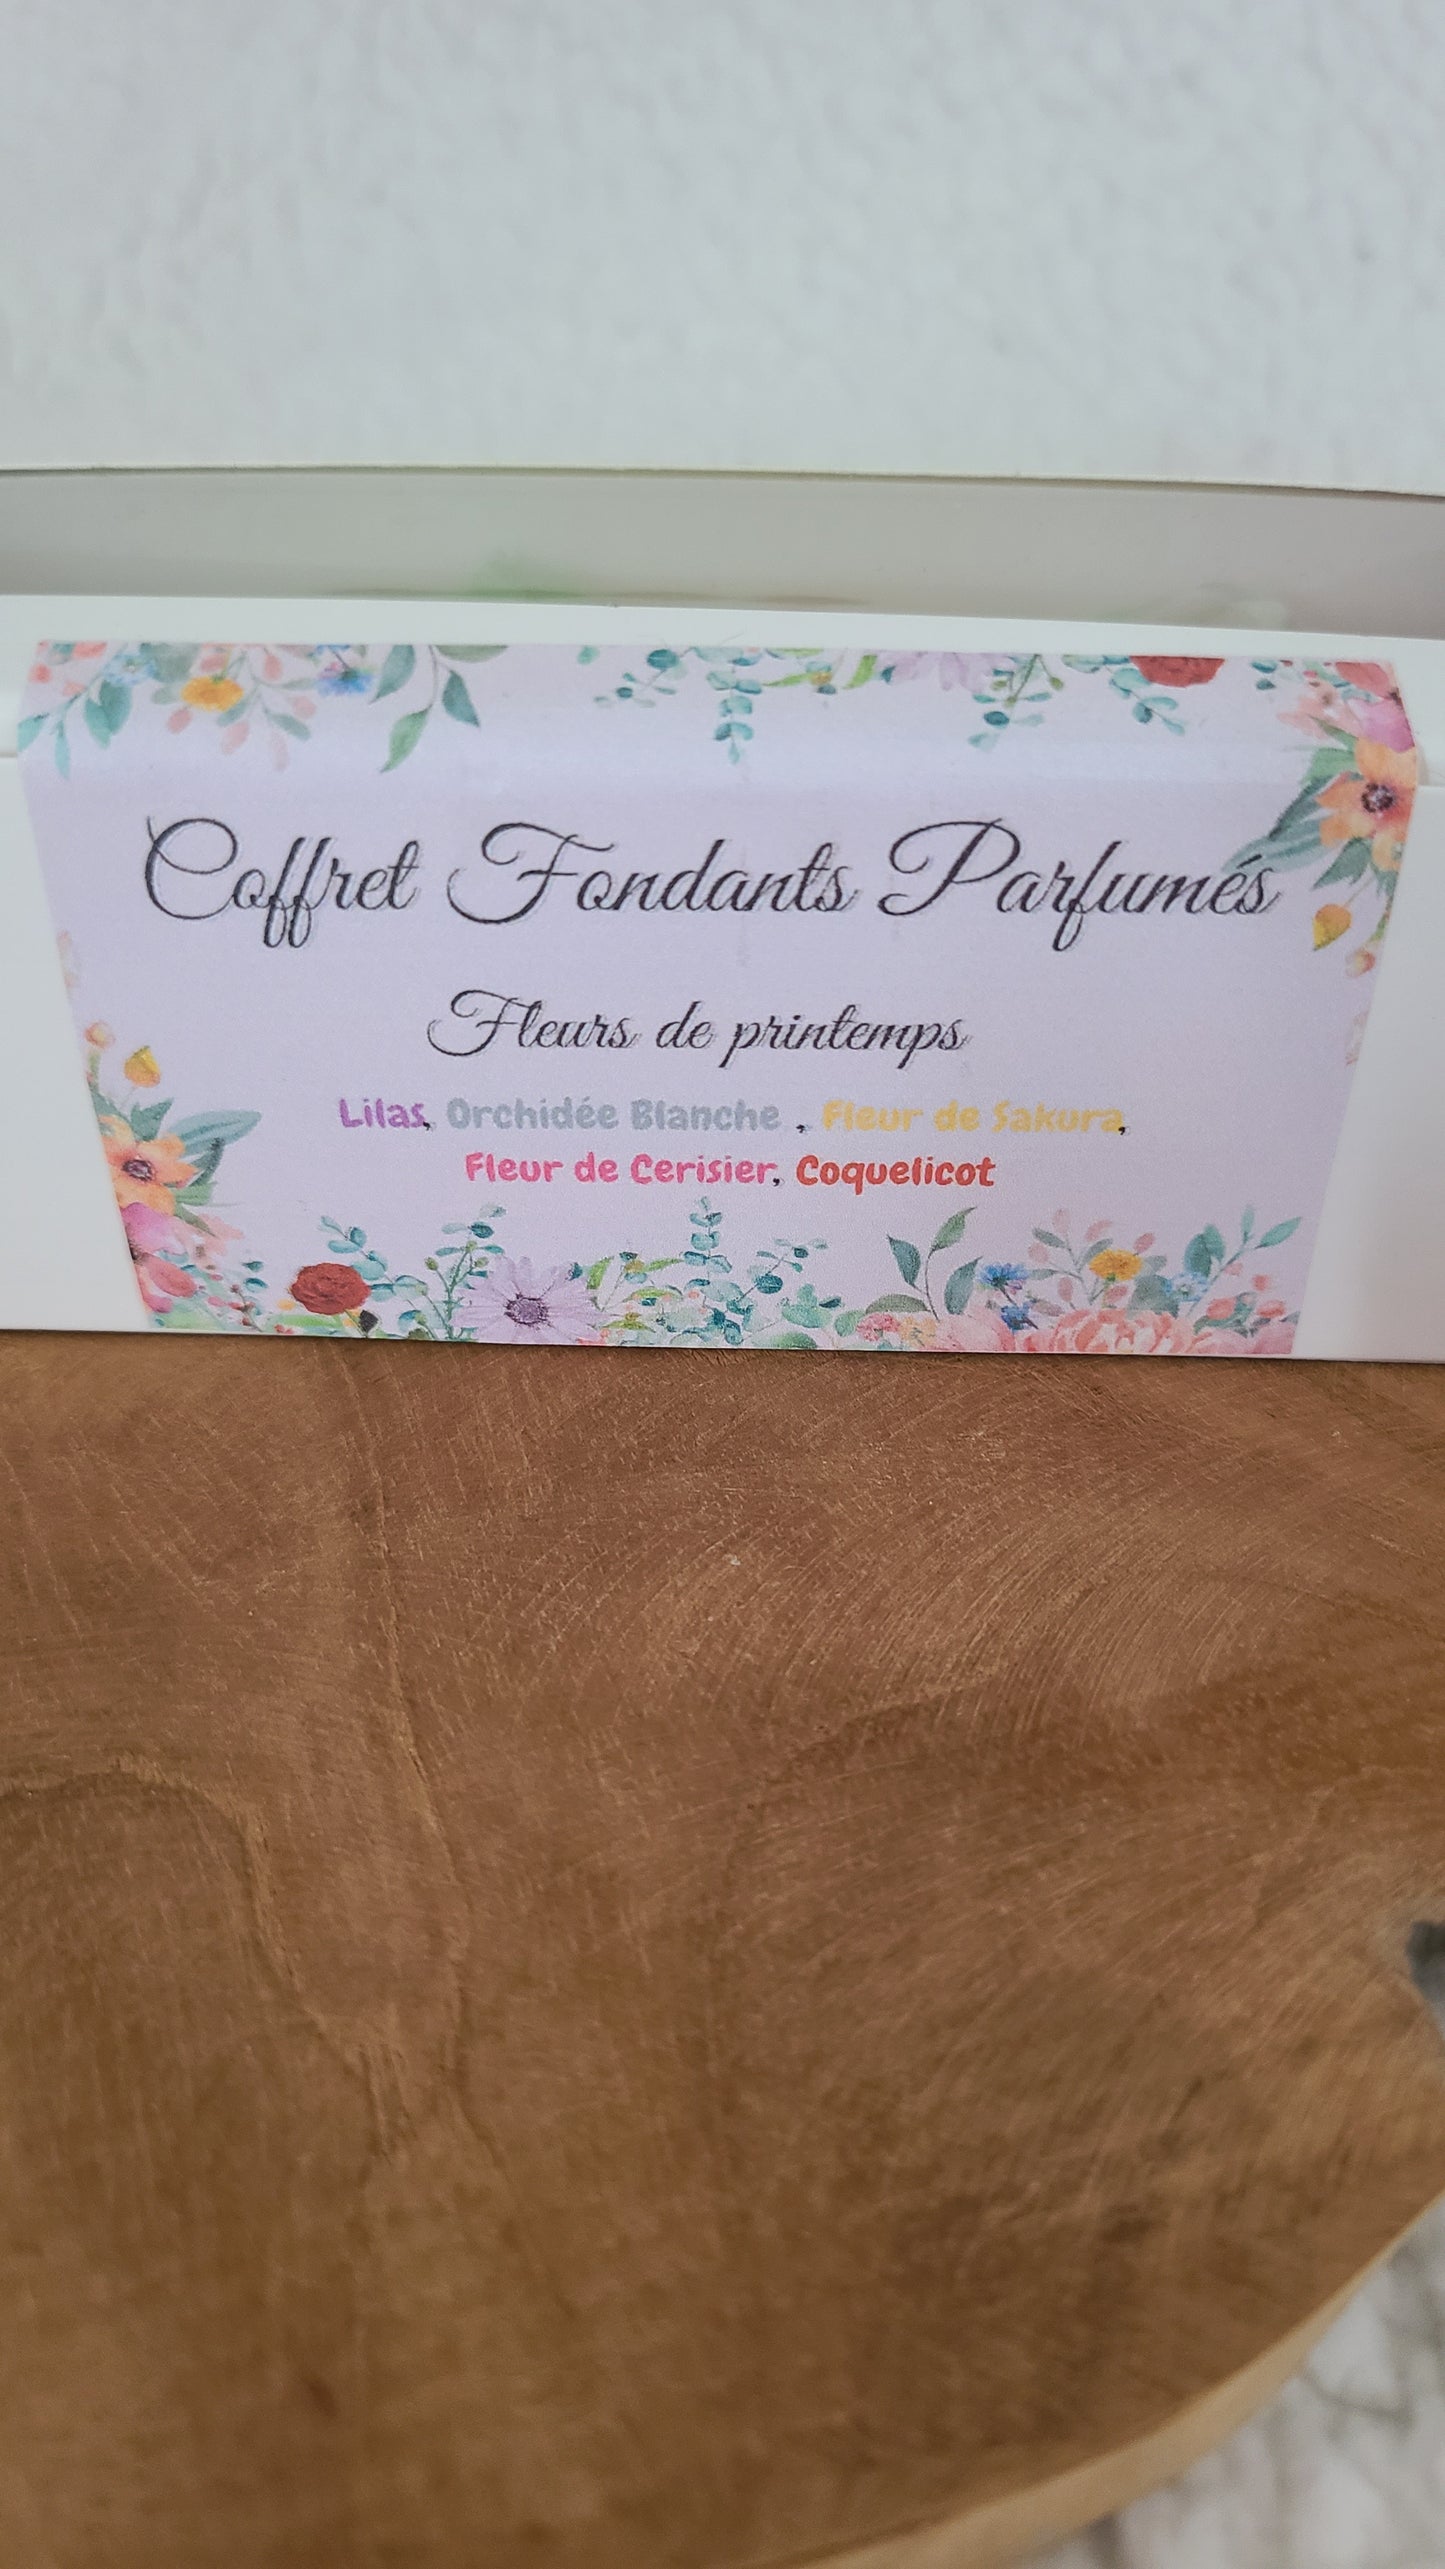 Coffret Fondants Parfumés
Fleurs de printemps
Lilas, Orchidée Blanche , Fleur de Sakura,
Fleur de Cerisier, Coquelicot